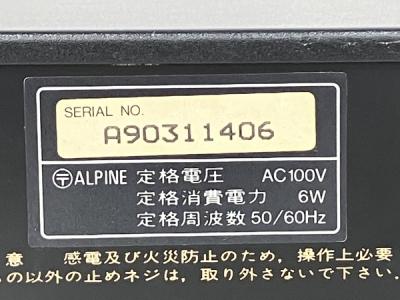 SERIAL NO.
A90311406
〒 ALPINE 定格電圧 AC100V
定格消費電力 6W
定格周波数 50/60Hz
意 感電及び火災防止のため，操作上必要
の以外の止めネジは，取り外さないで下さい．